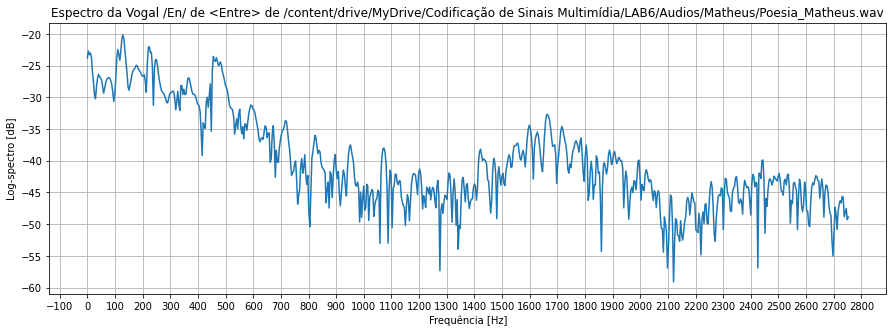 Espectro da Vogal /En/ de <Entre> de /content/drive/MyDrive/Codificação de Sinais Multimídia/LAB6/Audios/Matheus/Poesia_Matheus.wav
−20
−25
−30
−35
−40
−45
−50
−55
−60
Log-spectro [dB]
−100 0 100 200 300 400 500 600 700 800 900 1000 1100 1200 1300 1400 1500 1600 1700 1800 1900 2000 2100 2200 2300 2400 2500 2600 2700 2800
Frequência [Hz]